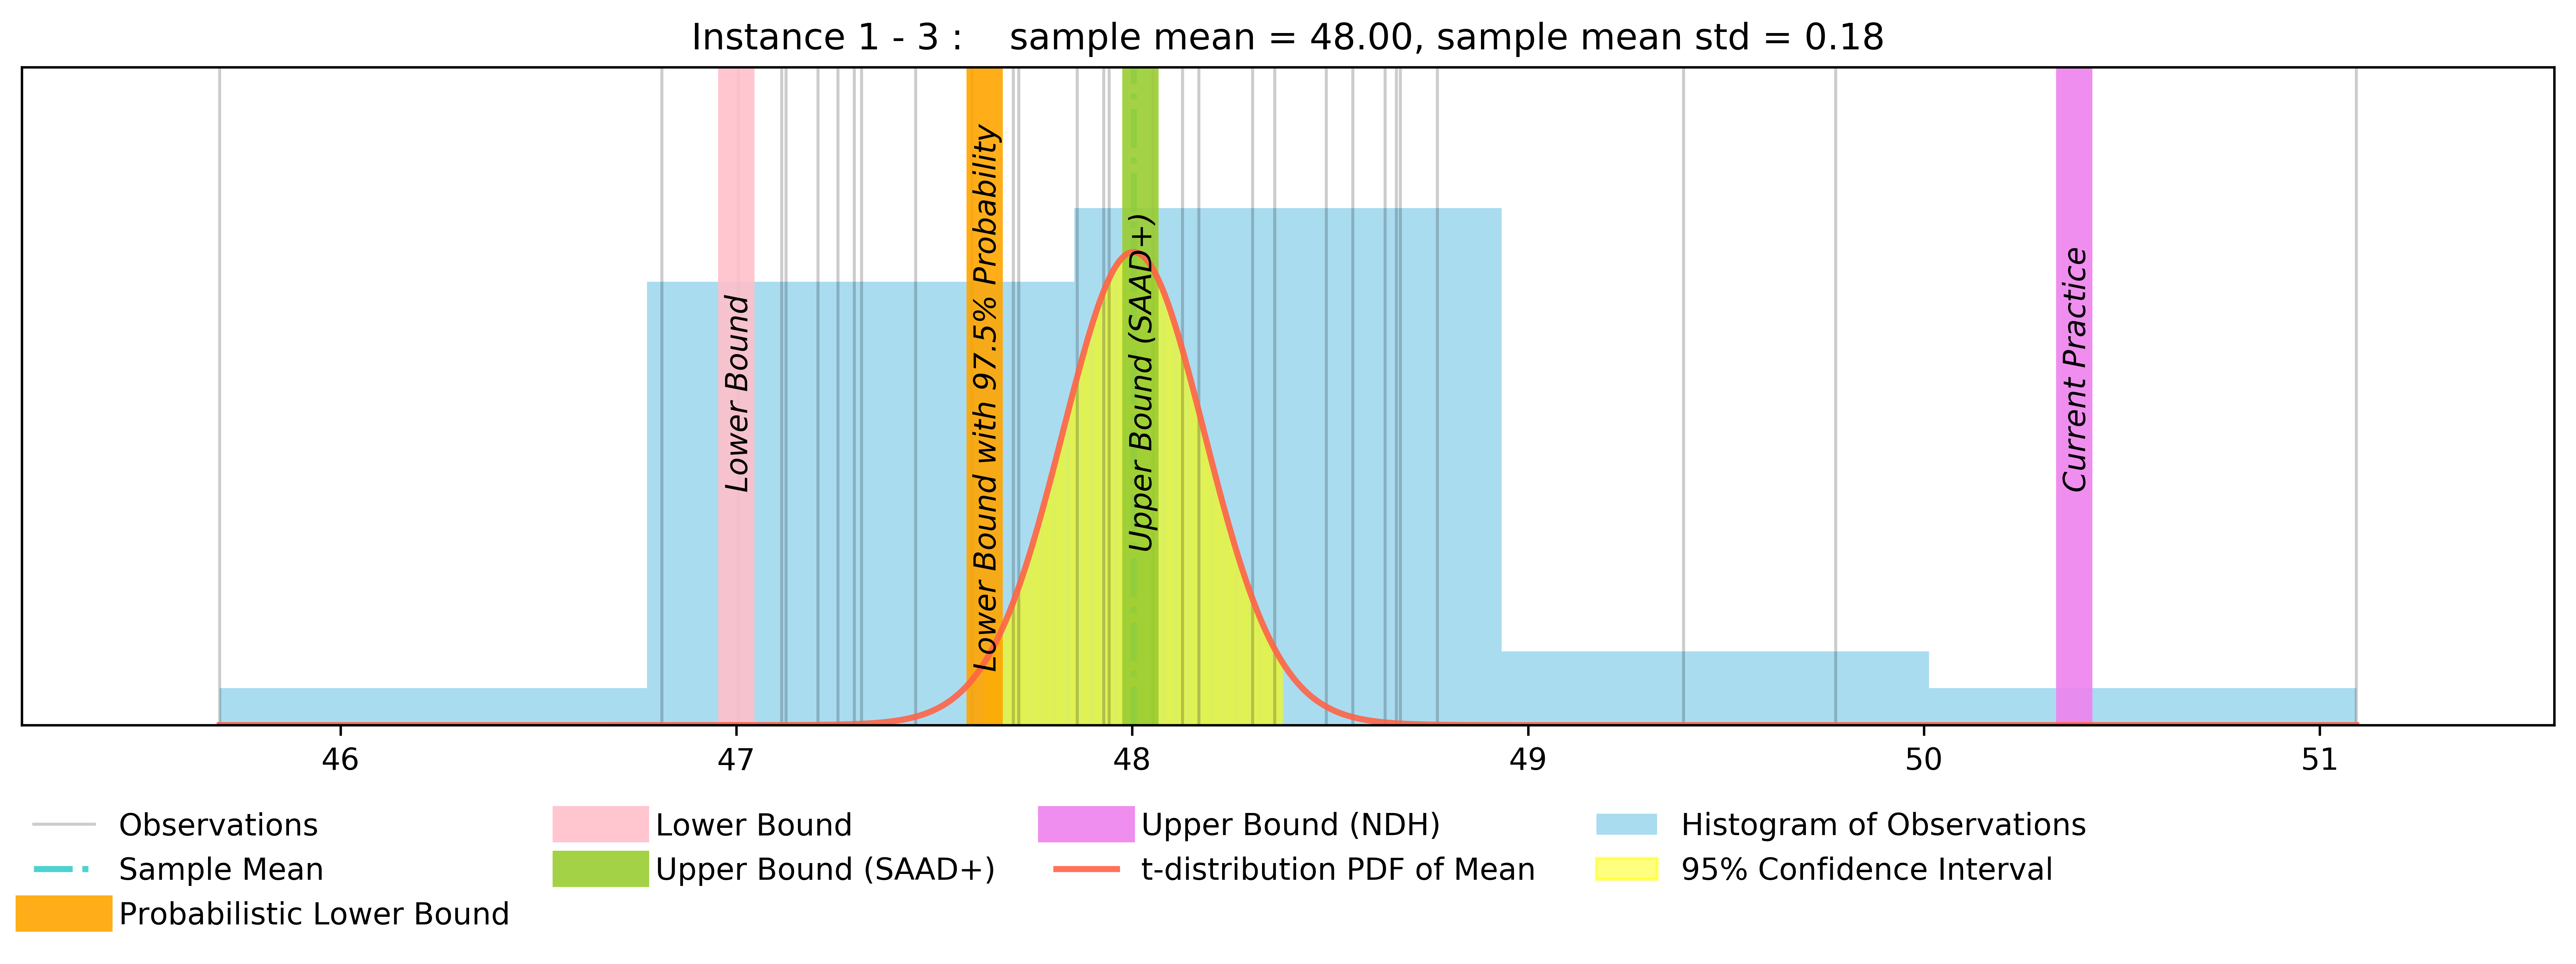 Instance 1 - 3 :    sample mean = 48.00, sample mean std = 0.18
Lower Bound
Lower Bound with 97.5% Probability
Upper Bound (SAAD+)
Current Practice
46 47 48 49 50 51
Observations
Sample Mean
Probabilistic Lower Bound
Lower Bound
Upper Bound (SAAD+)
Upper Bound (NDH)
t-distribution PDF of Mean
Histogram of Observations
95% Confidence Interval